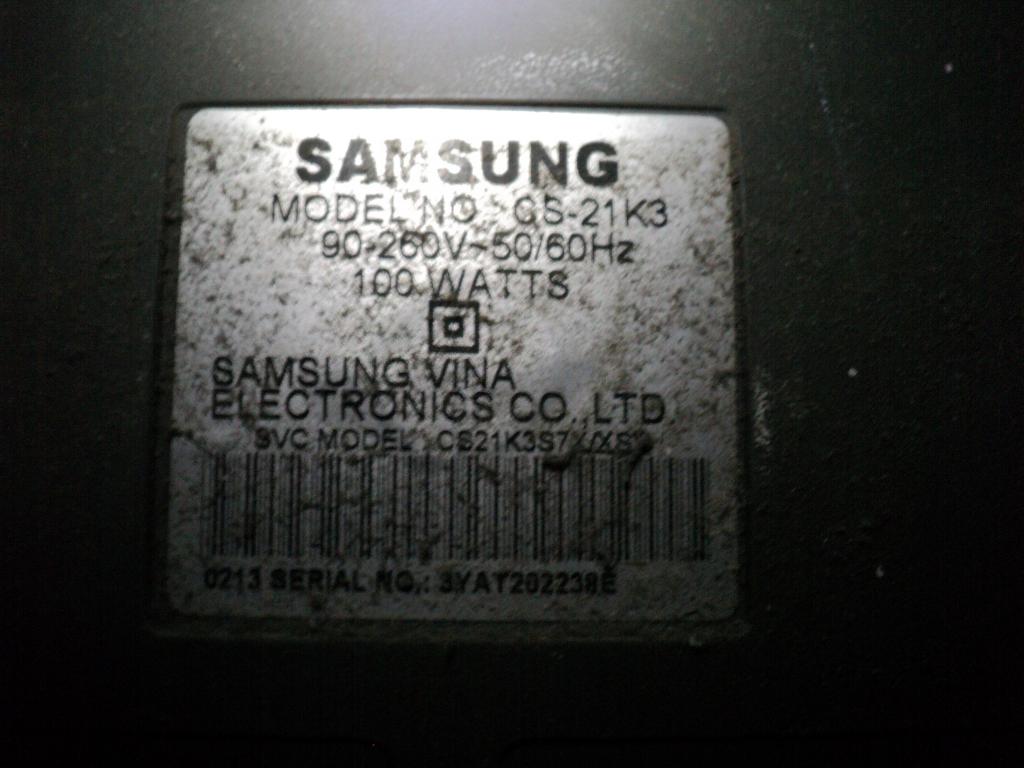 SAMSUNG
MODEL NO CS-21K3
90-260V~50/60Hz
100 WATTS
SAMSUNG VINA
ELECTRONICS CO.,LTD
SVC MODEL : 
0213 SERIAL NO.: 3YAT202238E